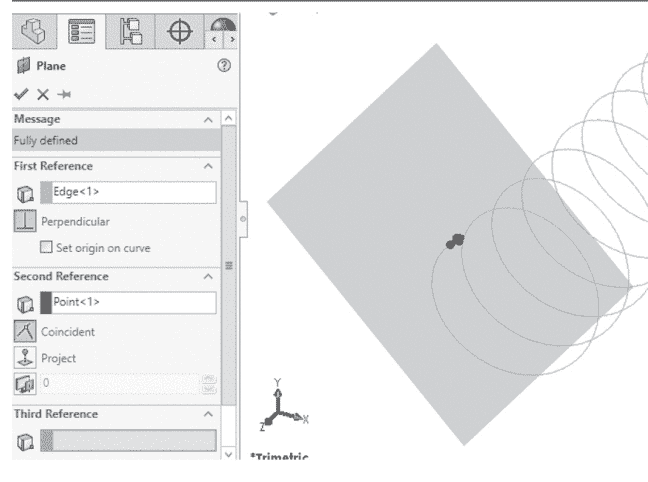 Plane
Message
Fully defined
First Reference
Edge<1>
Perpendicular
Set origin on curve
Second Reference
Point<1>
Coincident
Project
0
Third Reference
Y
X
Z
*Trimetric